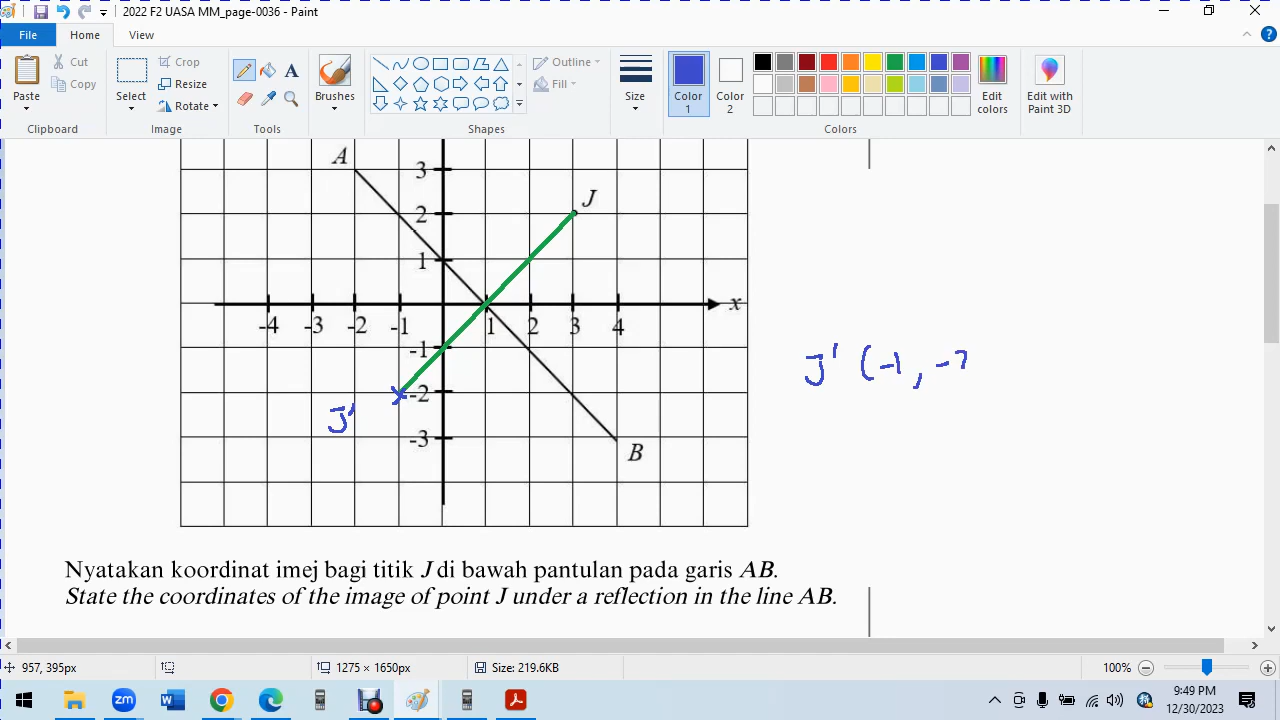 2022 F2 UASA MM_page-0036 - Paint
File Home View
Paste Cut Copy Clipboard
Select Crop Resize Rotate Image
A Tools
Brushes
Outline Fill Shapes
Size
Color 1 Color 2 Edit colors Colors
Edit with Paint 3D
A
3
J
2
1
x
-4 -3 -2 -1 1 2 3 4
-1
J' (-1, -2
-2
J'
-3
B
Nyatakan koordinat imej bagi titik J di bawah pantulan pada garis AB.
State the coordinates of the image of point J under a reflection in the line AB.
957, 395px 1275 × 1650px Size: 219.6KB 100%
zm W
9:49 PM
12/30/2023